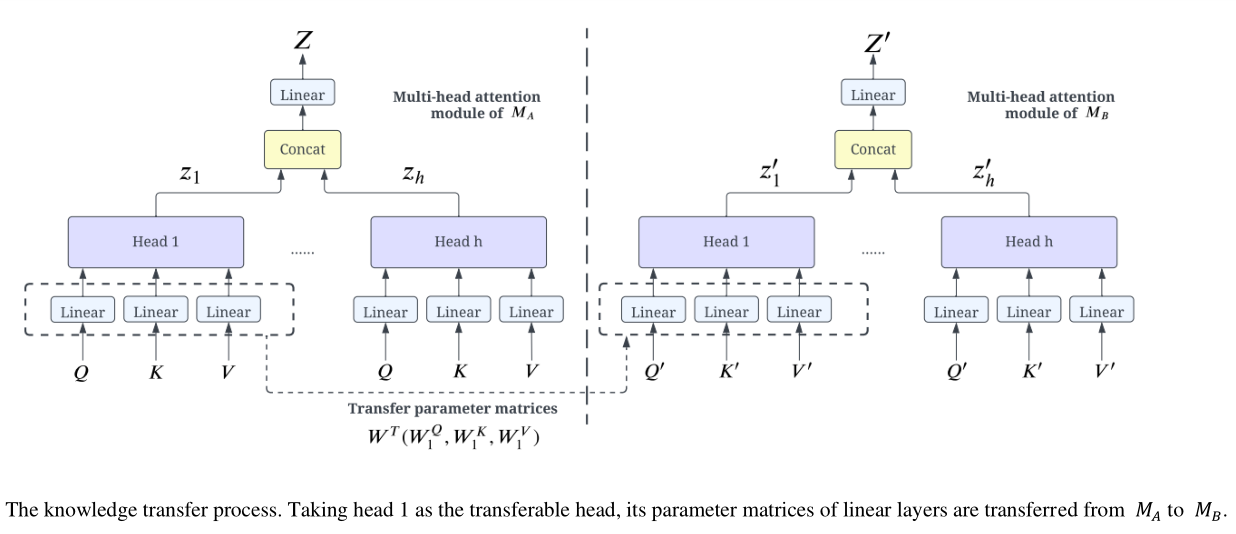 Z
Linear
Multi-head attention
module of M_A
Concat
z_1
z_h
Head 1
......
Head h
Linear
Linear
Linear
Linear
Linear
Linear
Q
K
V
Q
K
V
Z′
Linear
Multi-head attention
module of M_B
Concat
z′_1
z′_h
Head 1
......
Head h
Linear
Linear
Linear
Linear
Linear
Linear
Q′
K′
V′
Q′
K′
V′
Transfer parameter matrices
W^T(W_1^Q, W_1^K, W_1^V)
The knowledge transfer process. Taking head 1 as the transferable head, its parameter matrices of linear layers are transferred from M_A to M_B.